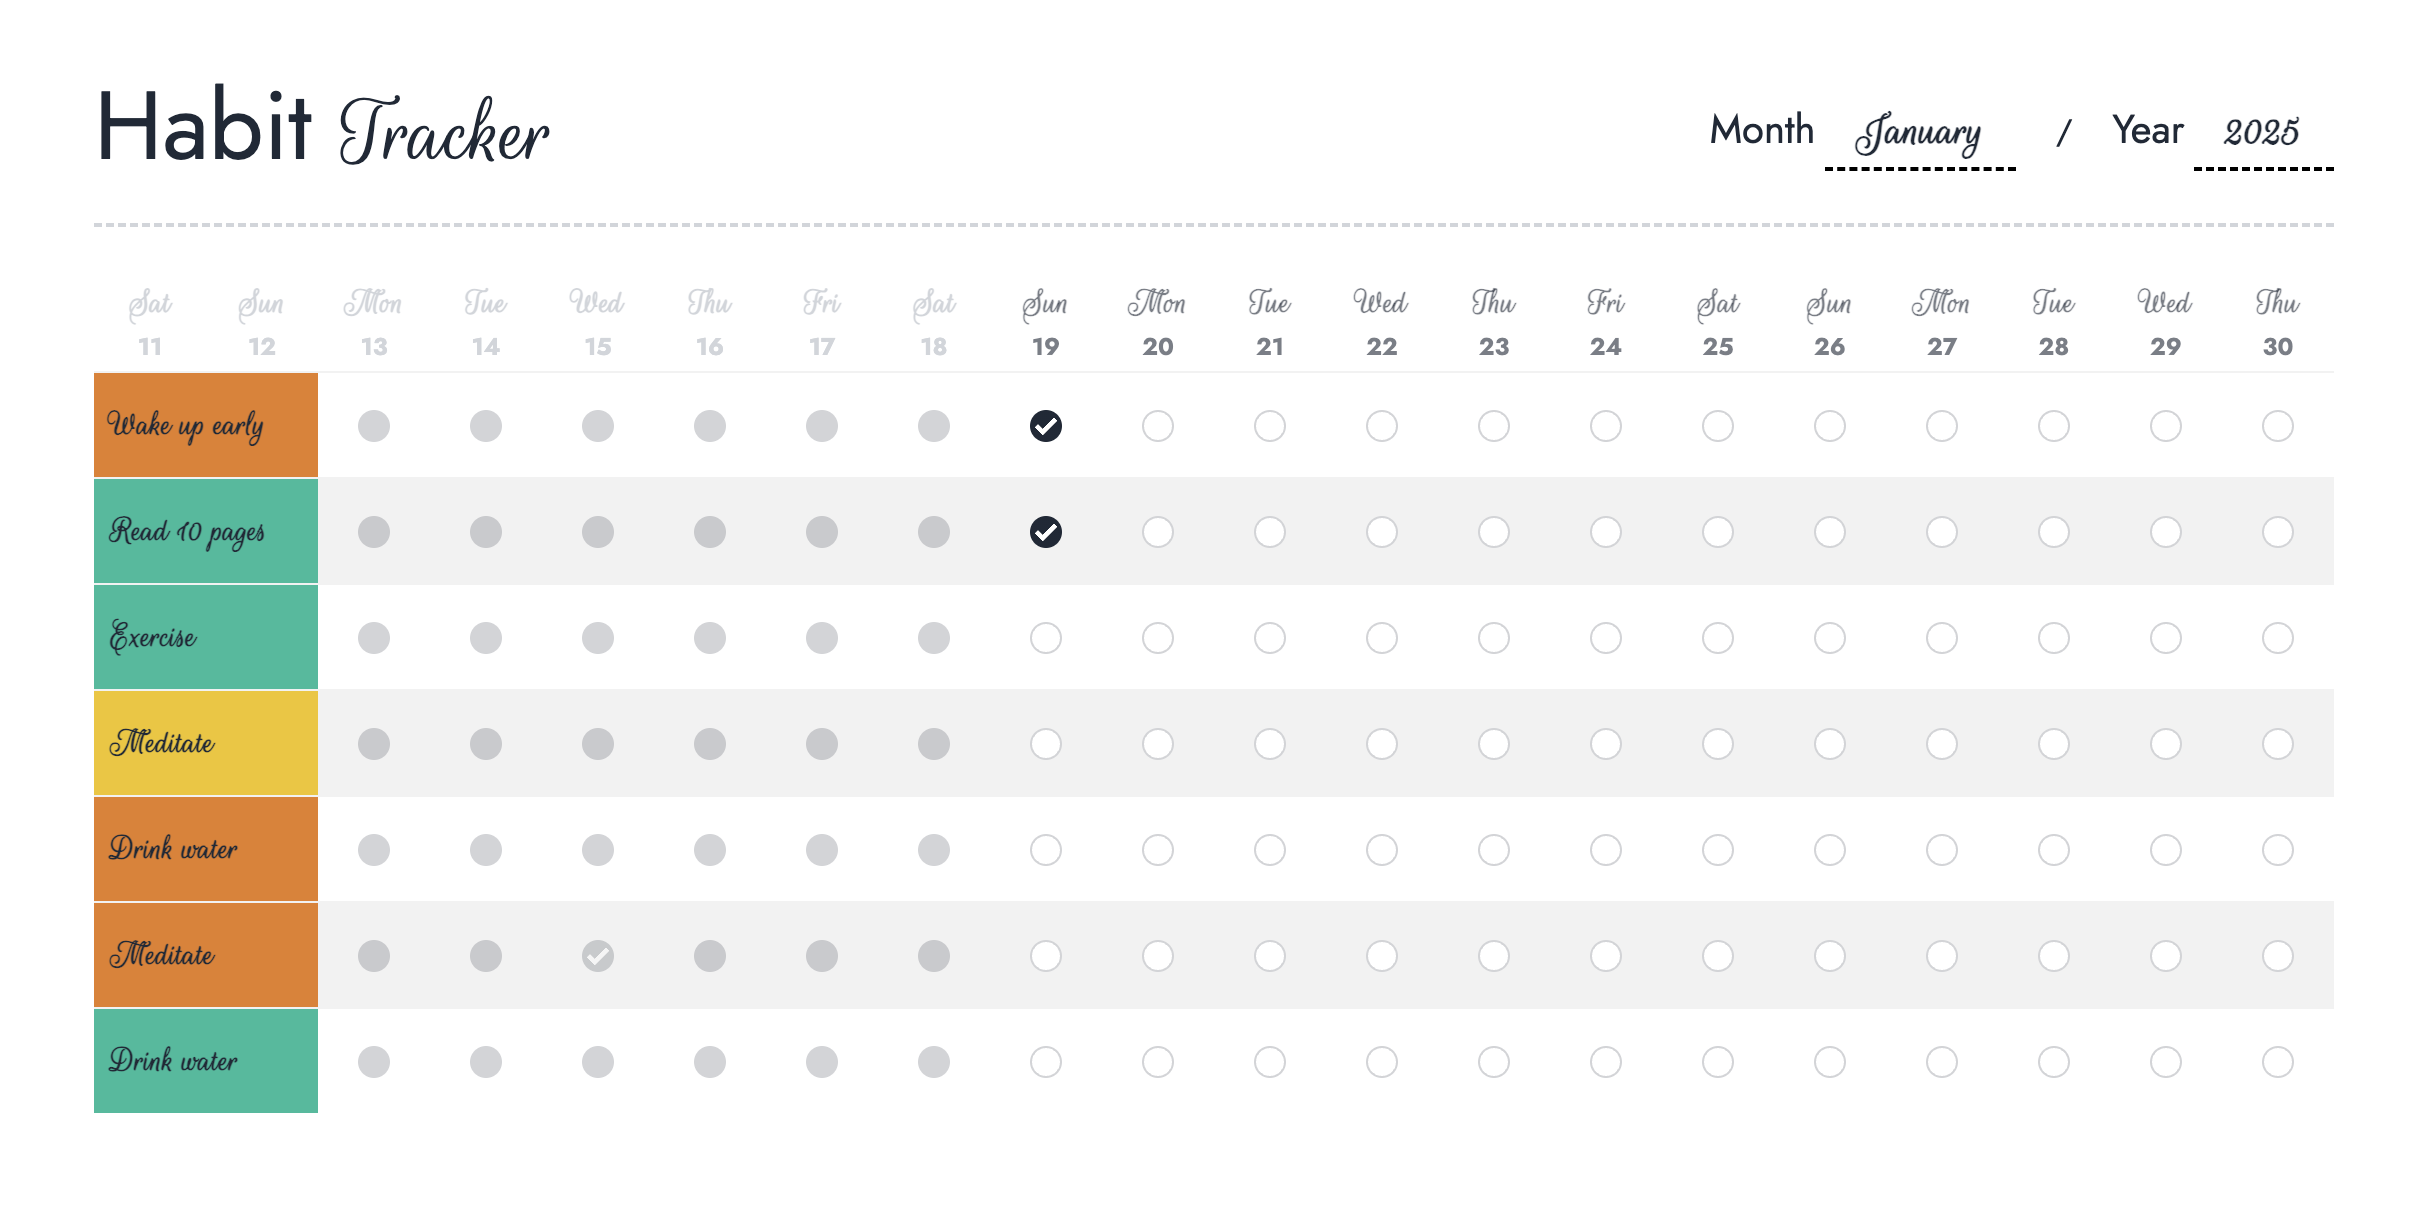 Habit Tracker
Month January / Year 2025
Sat Sun Mon Tue Wed Thu Fri Sat Sun Mon Tue Wed Thu Fri Sat Sun Mon Tue Wed Thu
11 12 13 14 15 16 17 18 19 20 21 22 23 24 25 26 27 28 29 30
Wake up early
Read 10 pages
Exercise
Meditate
Drink water
Meditate
Drink water